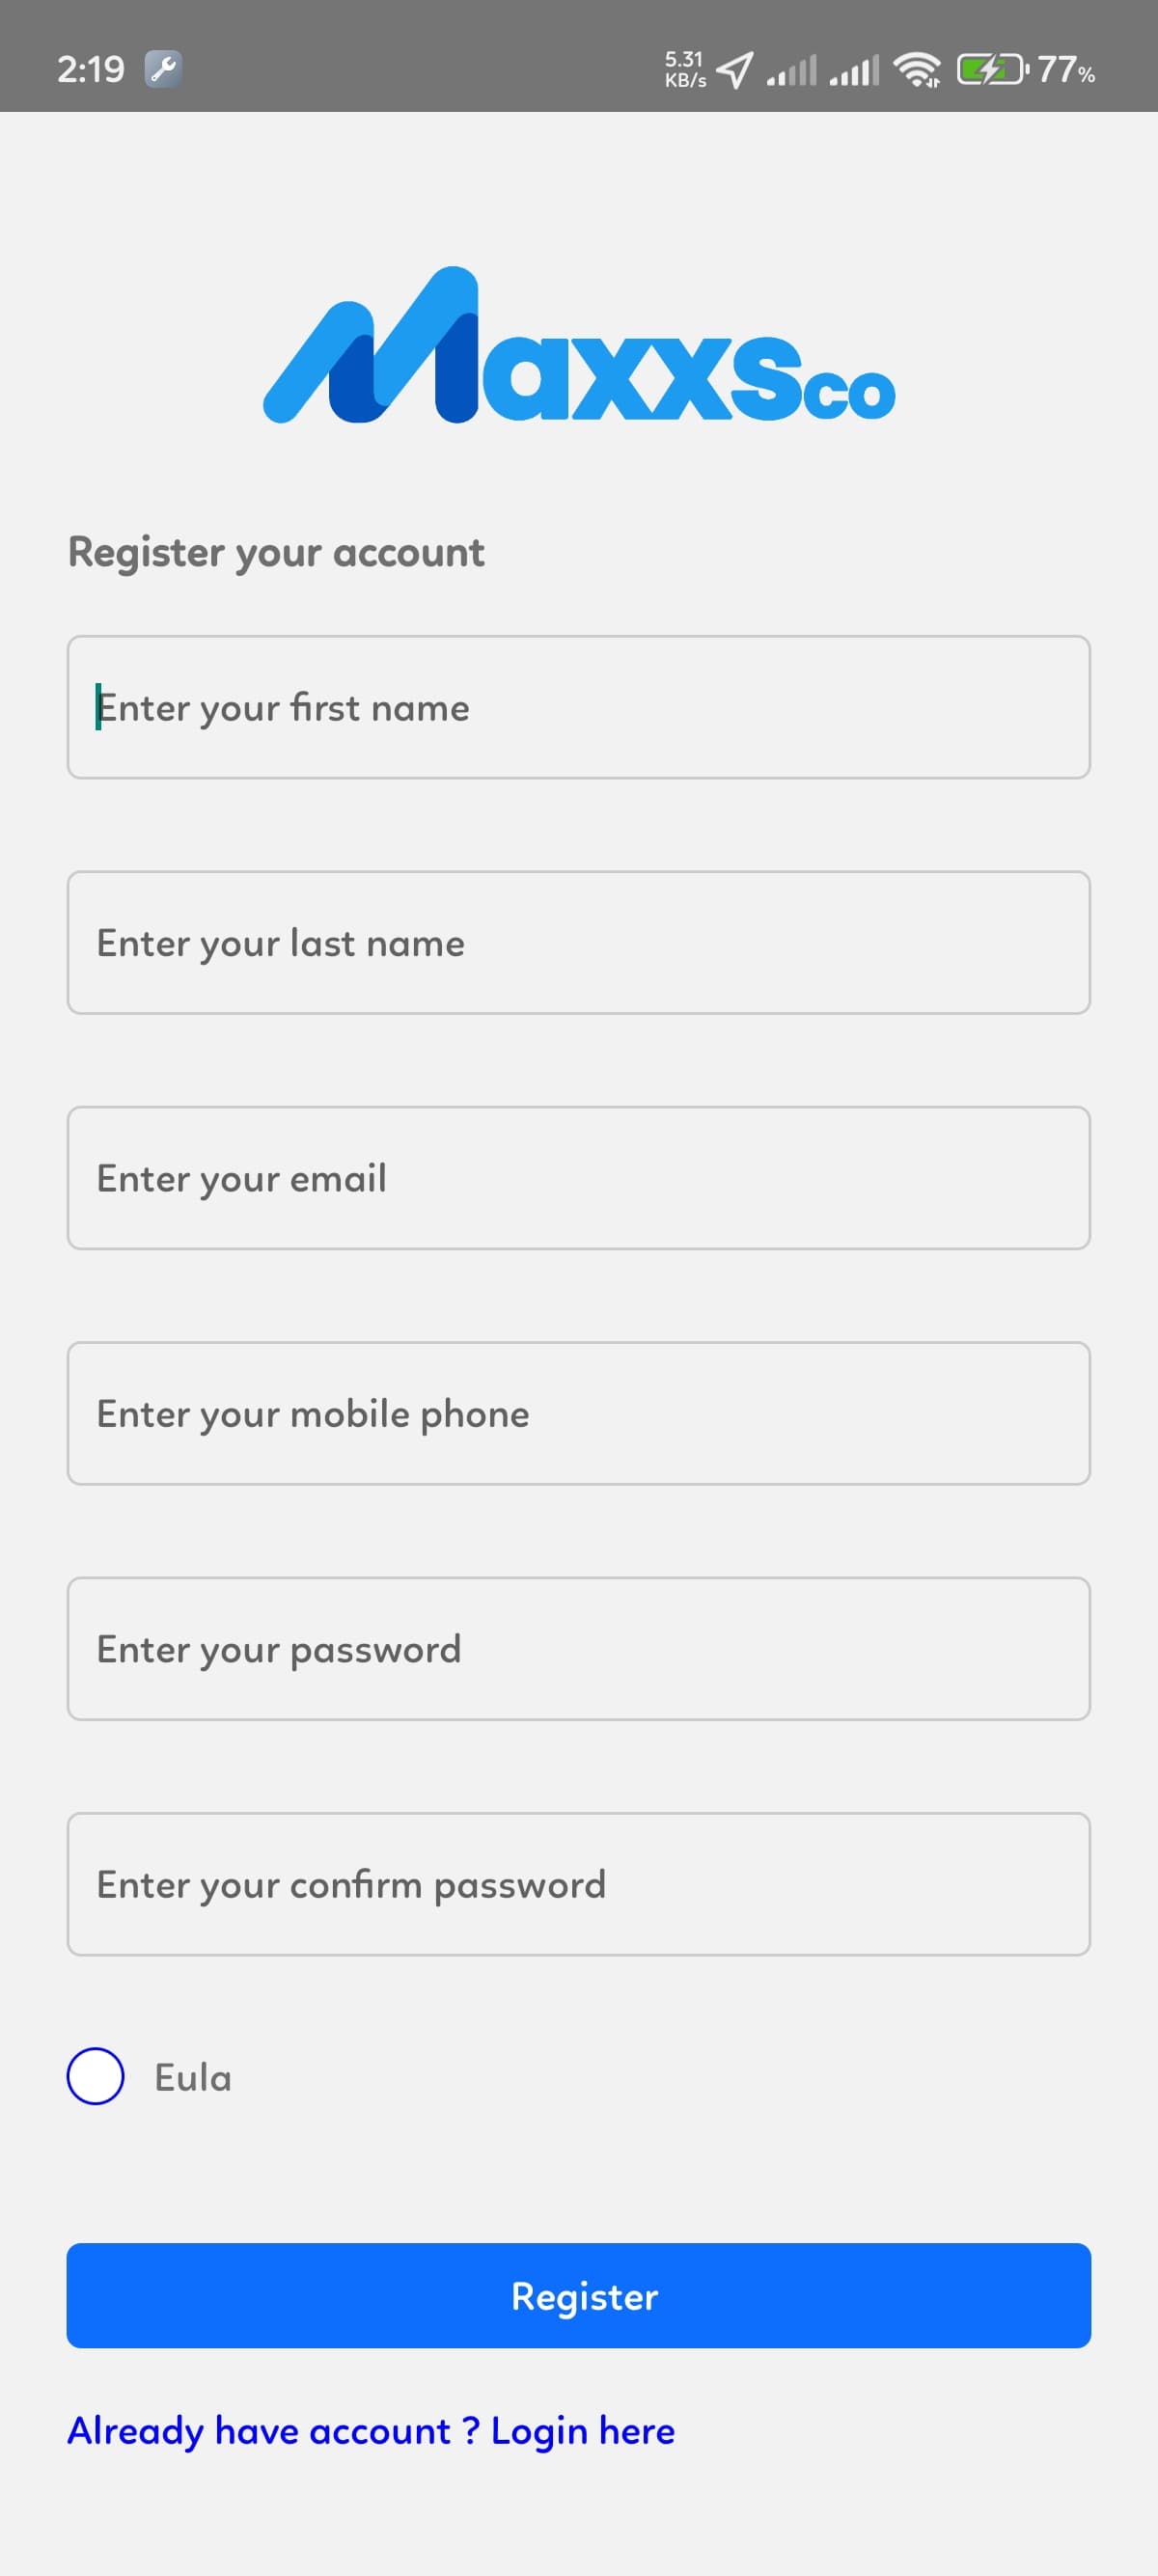 2:19
5.31
KB/s
77%
Maxxsco
Register your account
Enter your first name
Enter your last name
Enter your email
Enter your mobile phone
Enter your password
Enter your confirm password
Eula
Register
Already have account ? Login here